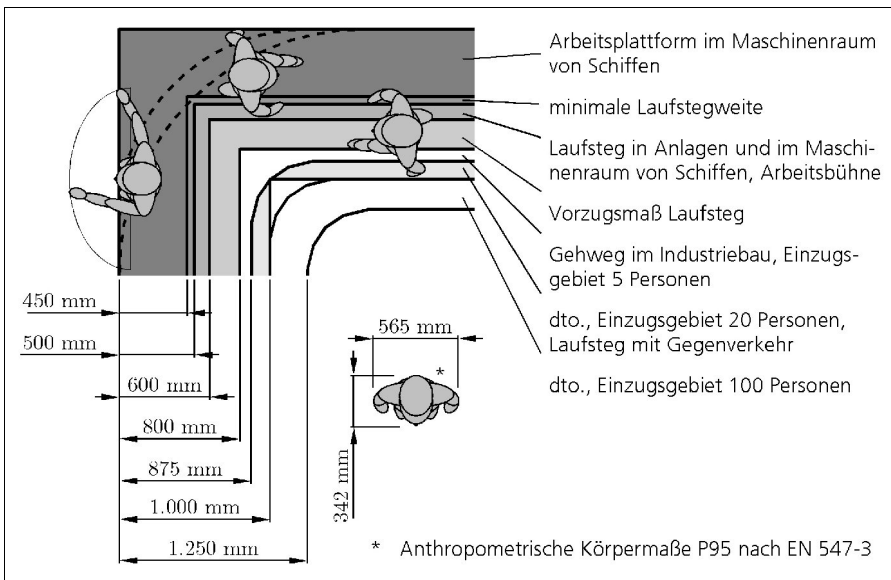 Arbeitsplattform im Maschinenraum
von Schiffen
minimale Laufstegweite
Laufsteg in Anlagen und im Maschi-
nenraum von Schiffen, Arbeitsbühne
Vorzugsmaß Laufsteg
Gehweg im Industriebau, Einzugs-
gebiet 5 Personen
dto., Einzugsgebiet 20 Personen,
Laufsteg mit Gegenverkehr
dto., Einzugsgebiet 100 Personen
450 mm
500 mm
600 mm
800 mm
875 mm
1.000 mm
1.250 mm
565 mm
*
342 mm
* Anthropometrische Körpermaße P95 nach EN 547-3